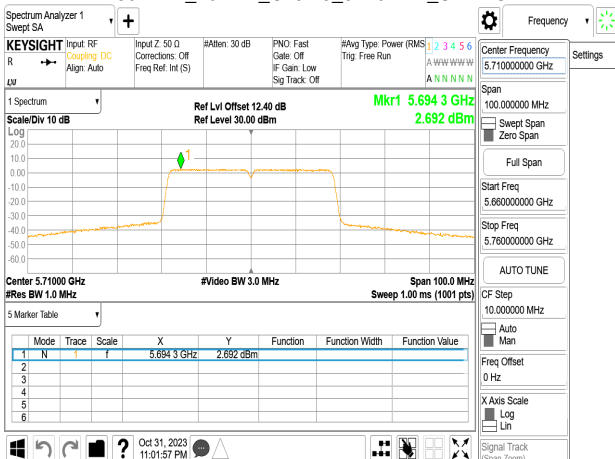 Spectrum Analyzer 1
Swept SA
+
Frequency
KEYSIGHT
Input: RF
Coupling: DC
Align: Auto
Input Z: 50 Ω
Corrections: Off
Freq Ref: Int (S)
#Atten: 30 dB
PNO: Fast
Gate: Off
IF Gain: Low
Sig Track: Off
#Avg Type: Power (RMS
Trig: Free Run
1 2 3 4 5 6
A W W W W W
A N N N N N
R
LXI
1 Spectrum
Scale/Div 10 dB
Ref Lvl Offset 12.40 dB
Ref Level 30.00 dBm
Mkr1 5.694 3 GHz
2.692 dBm
Log
20.0
10.0
0.00
-10.0
-20.0
-30.0
-40.0
-50.0
-60.0
1
Center 5.71000 GHz
#Res BW 1.0 MHz
#Video BW 3.0 MHz
Span 100.0 MHz
Sweep 1.00 ms (1001 pts)
5 Marker Table
Mode Trace Scale X Y Function Function Width Function Value
1 N 1 f 5.694 3 GHz 2.692 dBm
2
3
4
5
6
Oct 31, 2023
11:01:57 PM
?
Center Frequency
5.710000000 GHz
Settings
Span
100.000000 MHz
Swept Span
Zero Span
Full Span
Start Freq
5.660000000 GHz
Stop Freq
5.760000000 GHz
AUTO TUNE
CF Step
10.000000 MHz
Auto
Man
Freq Offset
0 Hz
X Axis Scale
Log
Lin
Signal Track
(Span Zoom)